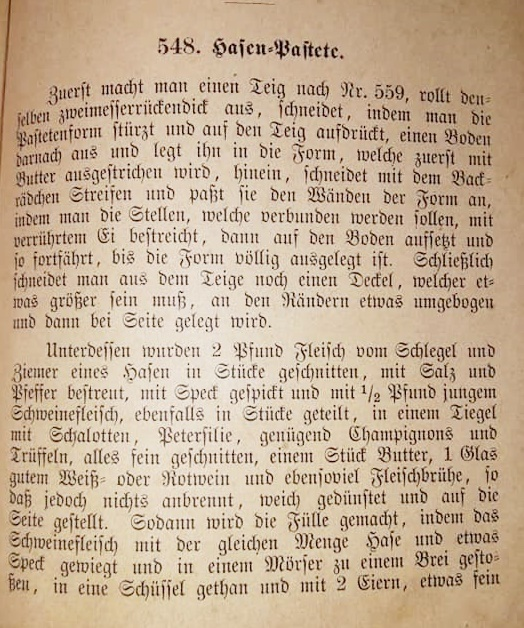 548. Hasen-Pastete.
Zuerst macht man einen Teig nach Nr. 559, rollt den-
selben zweimesserrückendick aus, schneidet, indem man die
Pastetenform stürzt und auf den Teig aufdrückt, einen Boden
darnach aus und legt ihn in die Form, welche zuerst mit
Butter ausgestrichen wird, hinein, schneidet mit dem Back-
rädchen Streifen und paßt sie den Wänden der Form an,
indem man die Stellen, welche verbunden werden sollen, mit
verrührtem Ei bestreicht, dann auf den Boden aufsetzt und
so fortfährt, bis die Form völlig ausgelegt ist. Schließlich
schneidet man aus dem Teige noch einen Deckel, welcher et-
was größer sein muß, an den Rändern etwas umgebogen
und dann bei Seite gelegt wird.
Unterdessen wurden 2 Pfund Fleisch vom Schlegel und
Ziemer eines Hasen in Stücke geschnitten, mit Salz und
Pfeffer bestreut, mit Speck gespickt und mit 1/2 Pfund jungem
Schweinefleisch, ebenfalls in Stücke geteilt, in einem Tiegel
mit Schalotten, Petersilie, genügend Champignons und
Trüffeln, alles fein geschnitten, einem Stück Butter, 1 Glas
gutem Weiß- oder Rotwein und ebensoviel Fleischbrühe, so
daß jedoch nichts anbrennt, weich gedünstet und auf die
Seite gestellt. Sodann wird die Fülle gemacht, indem das
Schweinefleisch mit der gleichen Menge Hase und etwas
Speck gewiegt und in einem Mörser zu einem Brei gesto-
ßen, in eine Schüssel gethan und mit 2 Eiern, etwas fein